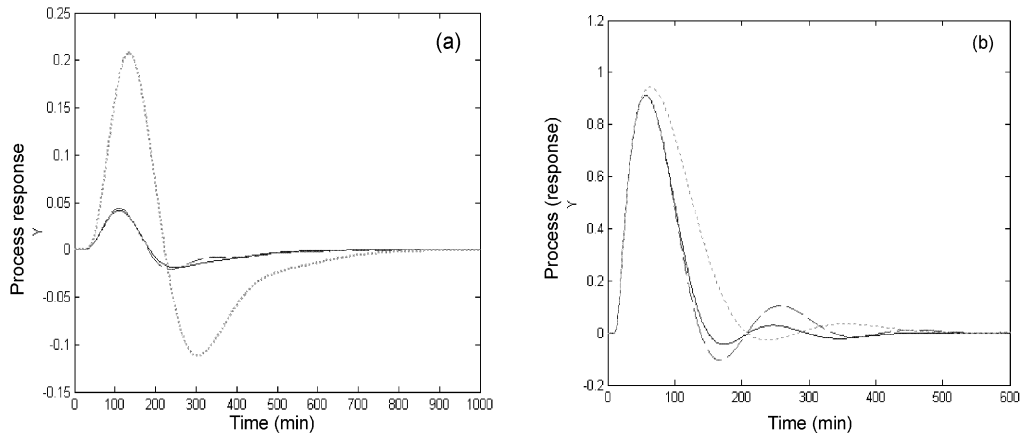 0.25
0.2
0.15
0.1
0.05
0
-0.05
-0.1
-0.15
Process response
Y
(a)
0 100 200 300 400 500 600 700 800 900 1000
Time (min)
1.2
1
0.8
0.6
0.4
0.2
0
-0.2
Process (response)
Y
(b)
0 100 200 300 400 500 600
Time (min)